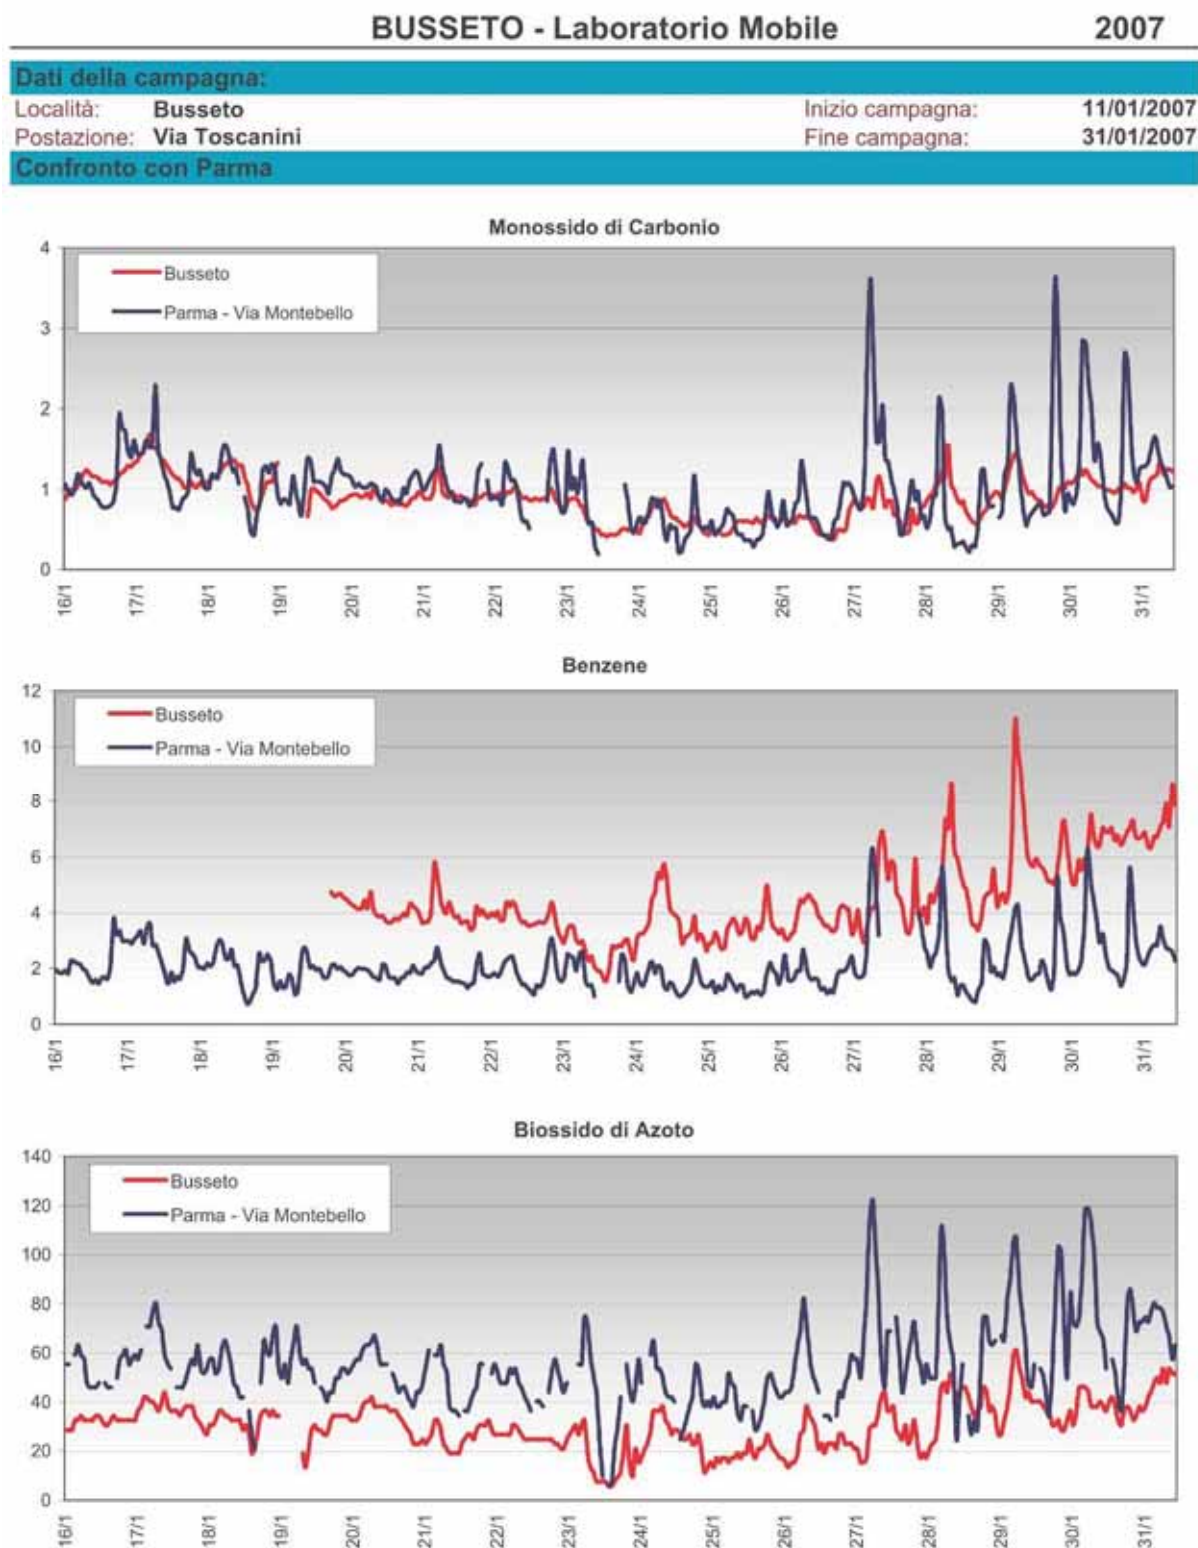 BUSSETO - Laboratorio Mobile 2007
Dati della campagna:
Località: Busseto Inizio campagna: 11/01/2007
Postazione: Via Toscanini Fine campagna: 31/01/2007
Confronto con Parma
Monossido di Carbonio
4
3
2
1
0
Busseto
Parma - Via Montebello
16/1 17/1 18/1 19/1 20/1 21/1 22/1 23/1 24/1 25/1 26/1 27/1 28/1 29/1 30/1 31/1
Benzene
12
10
8
6
4
2
0
Busseto
Parma - Via Montebello
16/1 17/1 18/1 19/1 20/1 21/1 22/1 23/1 24/1 25/1 26/1 27/1 28/1 29/1 30/1 31/1
Biossido di Azoto
140
120
100
80
60
40
20
0
Busseto
Parma - Via Montebello
16/1 17/1 18/1 19/1 20/1 21/1 22/1 23/1 24/1 25/1 26/1 27/1 28/1 29/1 30/1 31/1